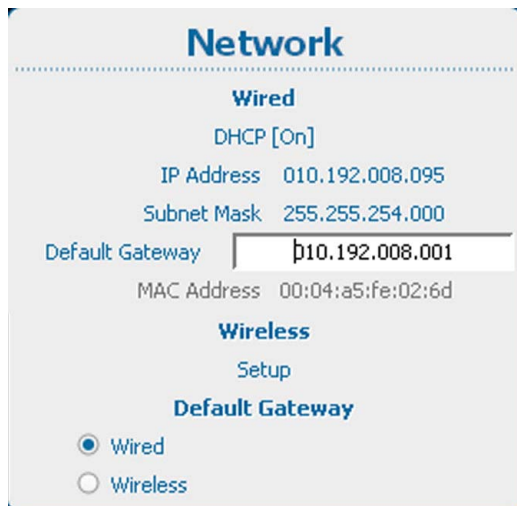 Network
Wired
DHCP [On]
IP Address 010.192.008.095
Subnet Mask 255.255.254.000
Default Gateway 010.192.008.001
MAC Address 00:04:a5:fe:02:6d
Wireless
Setup
Default Gateway
Wired
Wireless